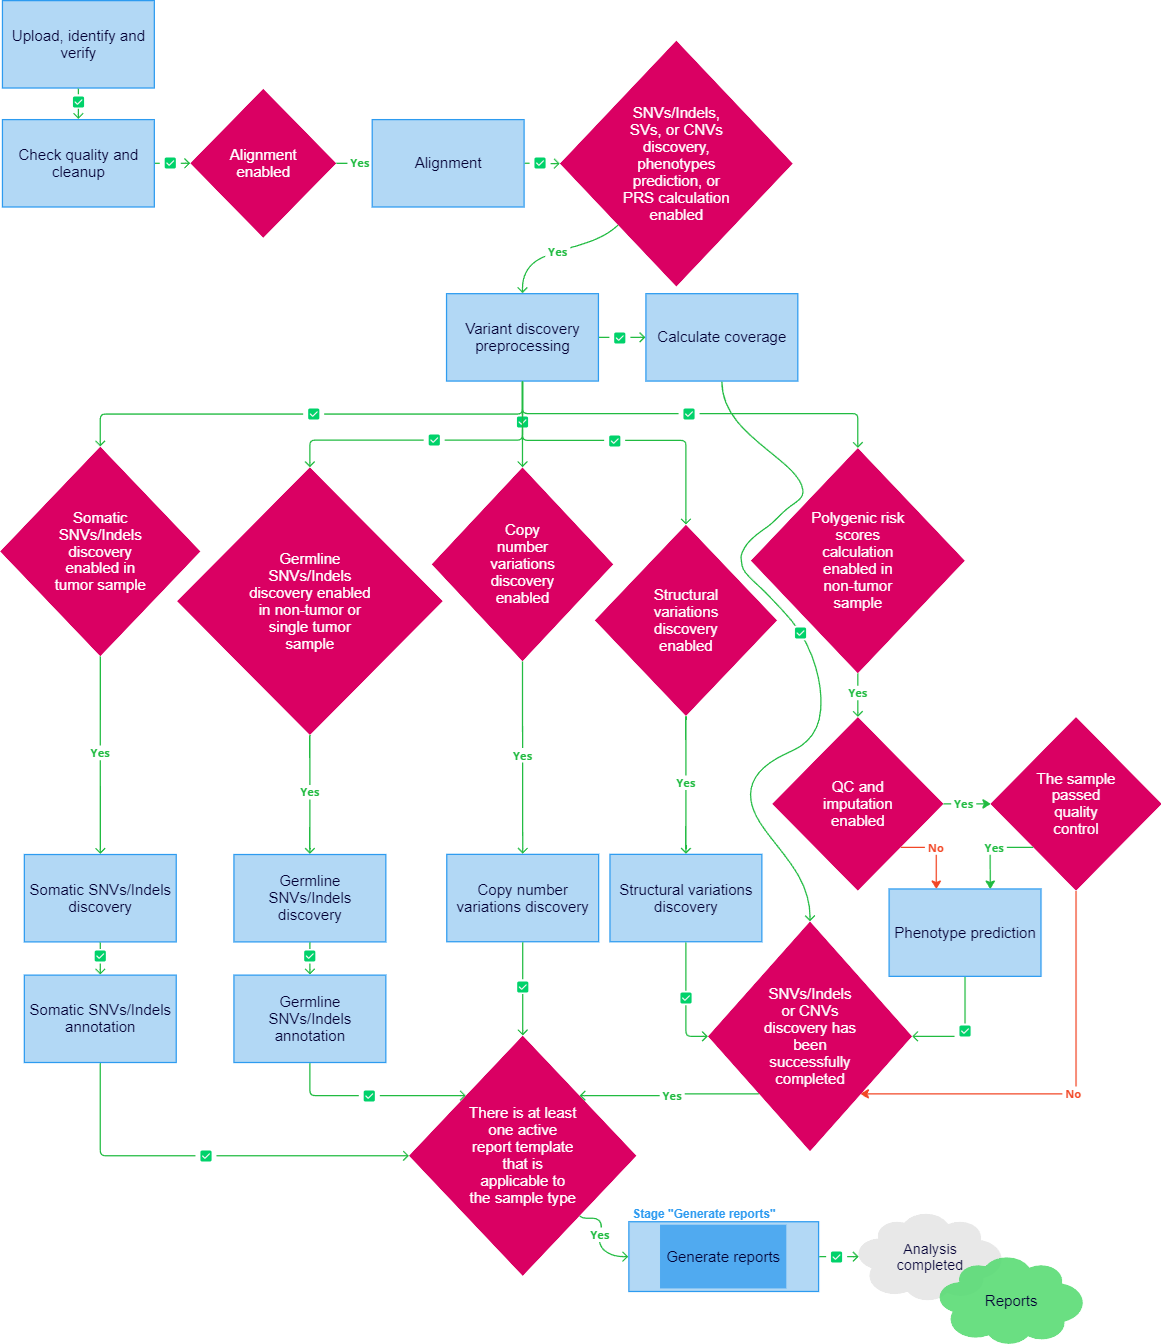 Upload, identify and
verify
Check quality and
cleanup
Alignment
enabled
Yes
Alignment
SNVs/Indels,
SVs, or CNVs
discovery,
phenotypes
prediction, or
PRS calculation
enabled
Yes
Variant discovery
preprocessing
Calculate coverage
Somatic
SNVs/Indels
discovery
enabled in
tumor sample
Germline
SNVs/Indels
discovery enabled
in non-tumor or
single tumor
sample
Copy
number
variations
discovery
enabled
Structural
variations
discovery
enabled
Polygenic risk
scores
calculation
enabled in
non-tumor
sample
Yes
Yes
Yes
Yes
Yes
QC and
imputation
enabled
Yes
The sample
passed
quality
control
No
Yes
Somatic SNVs/Indels
discovery
Germline
SNVs/Indels
discovery
Copy number
variations discovery
Structural variations
discovery
Phenotype prediction
Somatic SNVs/Indels
annotation
Germline
SNVs/Indels
annotation
SNVs/Indels
or CNVs
discovery has
been
successfully
completed
Yes
No
There is at least
one active
report template
that is
applicable to
the sample type
Yes
Stage "Generate reports"
Generate reports
Analysis
completed
Reports